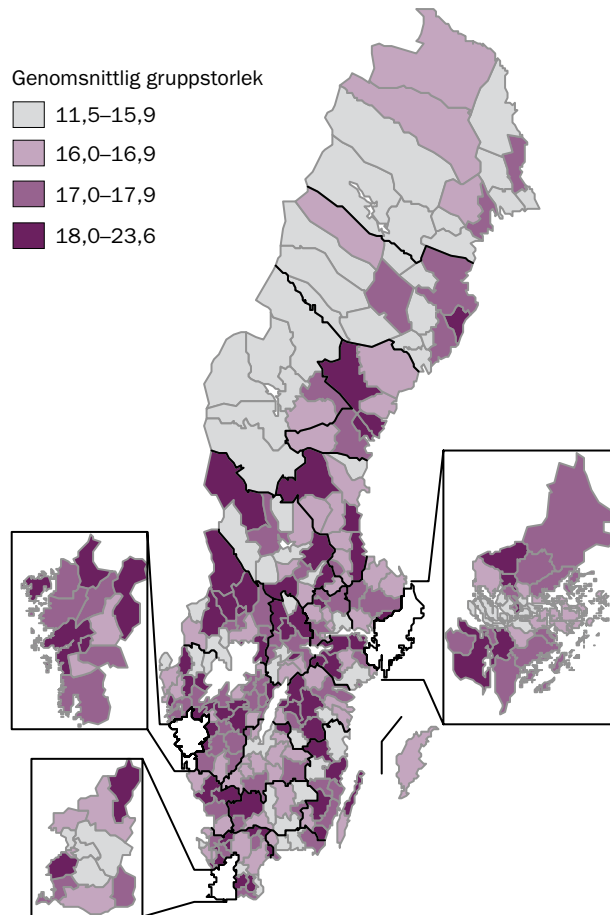 Genomsnittlig gruppstorlek
11,5–15,9
16,0–16,9
17,0–17,9
18,0–23,6